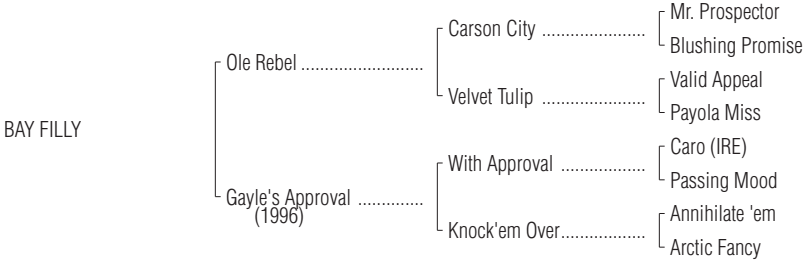 Mr. Prospector
Carson City ......................
Blushing Promise
Ole Rebel ..........................
Valid Appeal
Velvet Tulip ......................
Payola Miss
BAY FILLY
Caro (IRE)
With Approval ..................
Passing Mood
Gayle's Approval ..............
(1996)
Annihilate 'em
Knock'em Over..................
Arctic Fancy